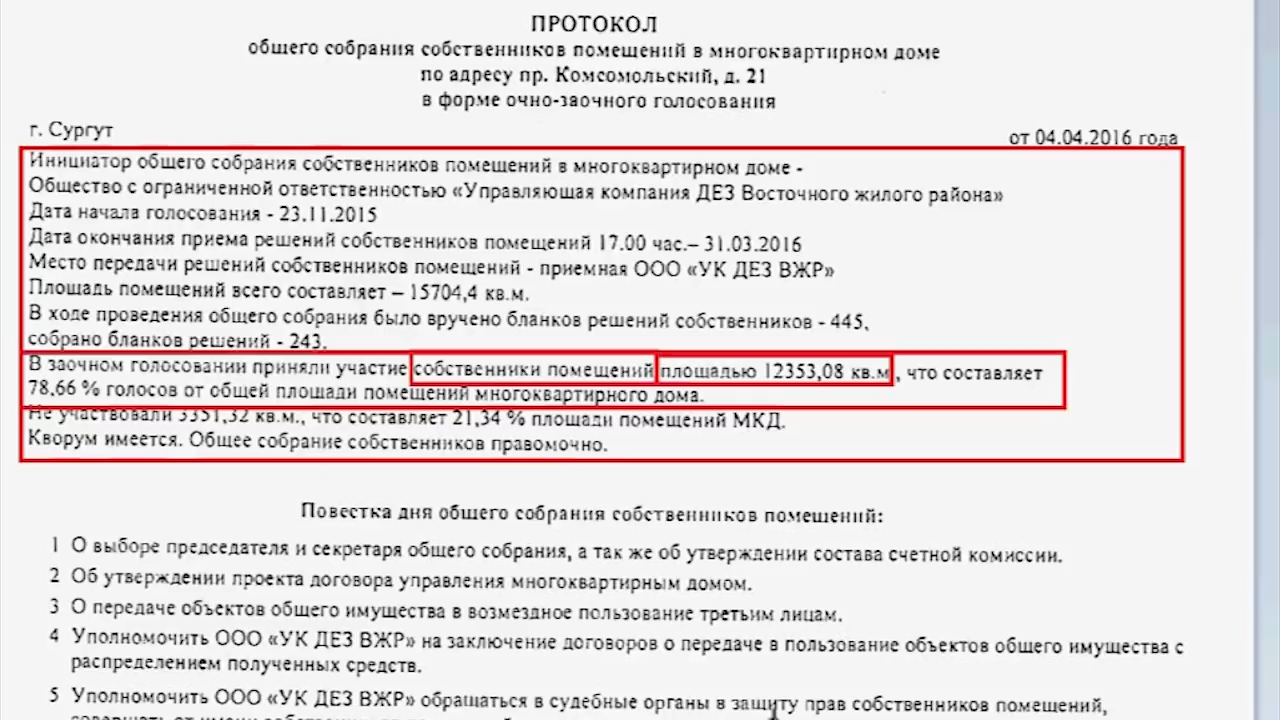 ПРОТОКОЛ
общего собрания собственников помещений в многоквартирном доме
по адресу пр. Комсомольский, д. 21
в форме очно-заочного голосования
г. Сургут
от 04.04.2016 года
Инициатор общего собрания собственников помещений в многоквартирном доме -
Общество с ограниченной ответственностью «Управляющая компания ДЕЗ Восточного жилого района»
Дата начала голосования - 23.11.2015
Дата окончания приема решений собственников помещений 17.00 час.– 31.03.2016
Место передачи решений собственников помещений - приемная ООО «УК ДЕЗ ВЖР»
Площадь помещений всего составляет – 15704,4 кв.м.
В ходе проведения общего собрания было вручено бланков решений собственников - 445,
собрано бланков решений - 243.
В заочном голосовании приняли участие собственники помещений площадью 12353,08 кв.м , что составляет
78,66 % голосов от общей площади помещений многоквартирного дома.
Не участвовали 3351,32 кв.м., что составляет 21,34 % площади помещений МКД.
Кворум имеется. Общее собрание собственников правомочно.
Повестка дня общего собрания собственников помещений:
1 О выборе председателя и секретаря общего собрания, а так же об утверждении состава счетной комиссии.
2 Об утверждении проекта договора управления многоквартирным домом.
3 О передаче объектов общего имущества в возмездное пользование третьим лицам.
4 Уполномочить ООО «УК ДЕЗ ВЖР» на заключение договоров о передаче в пользование объектов общего имущества с
распределением полученных средств.
5 Уполномочить ООО «УК ДЕЗ ВЖР» обращаться в судебные органы в защиту прав собственников помещений,